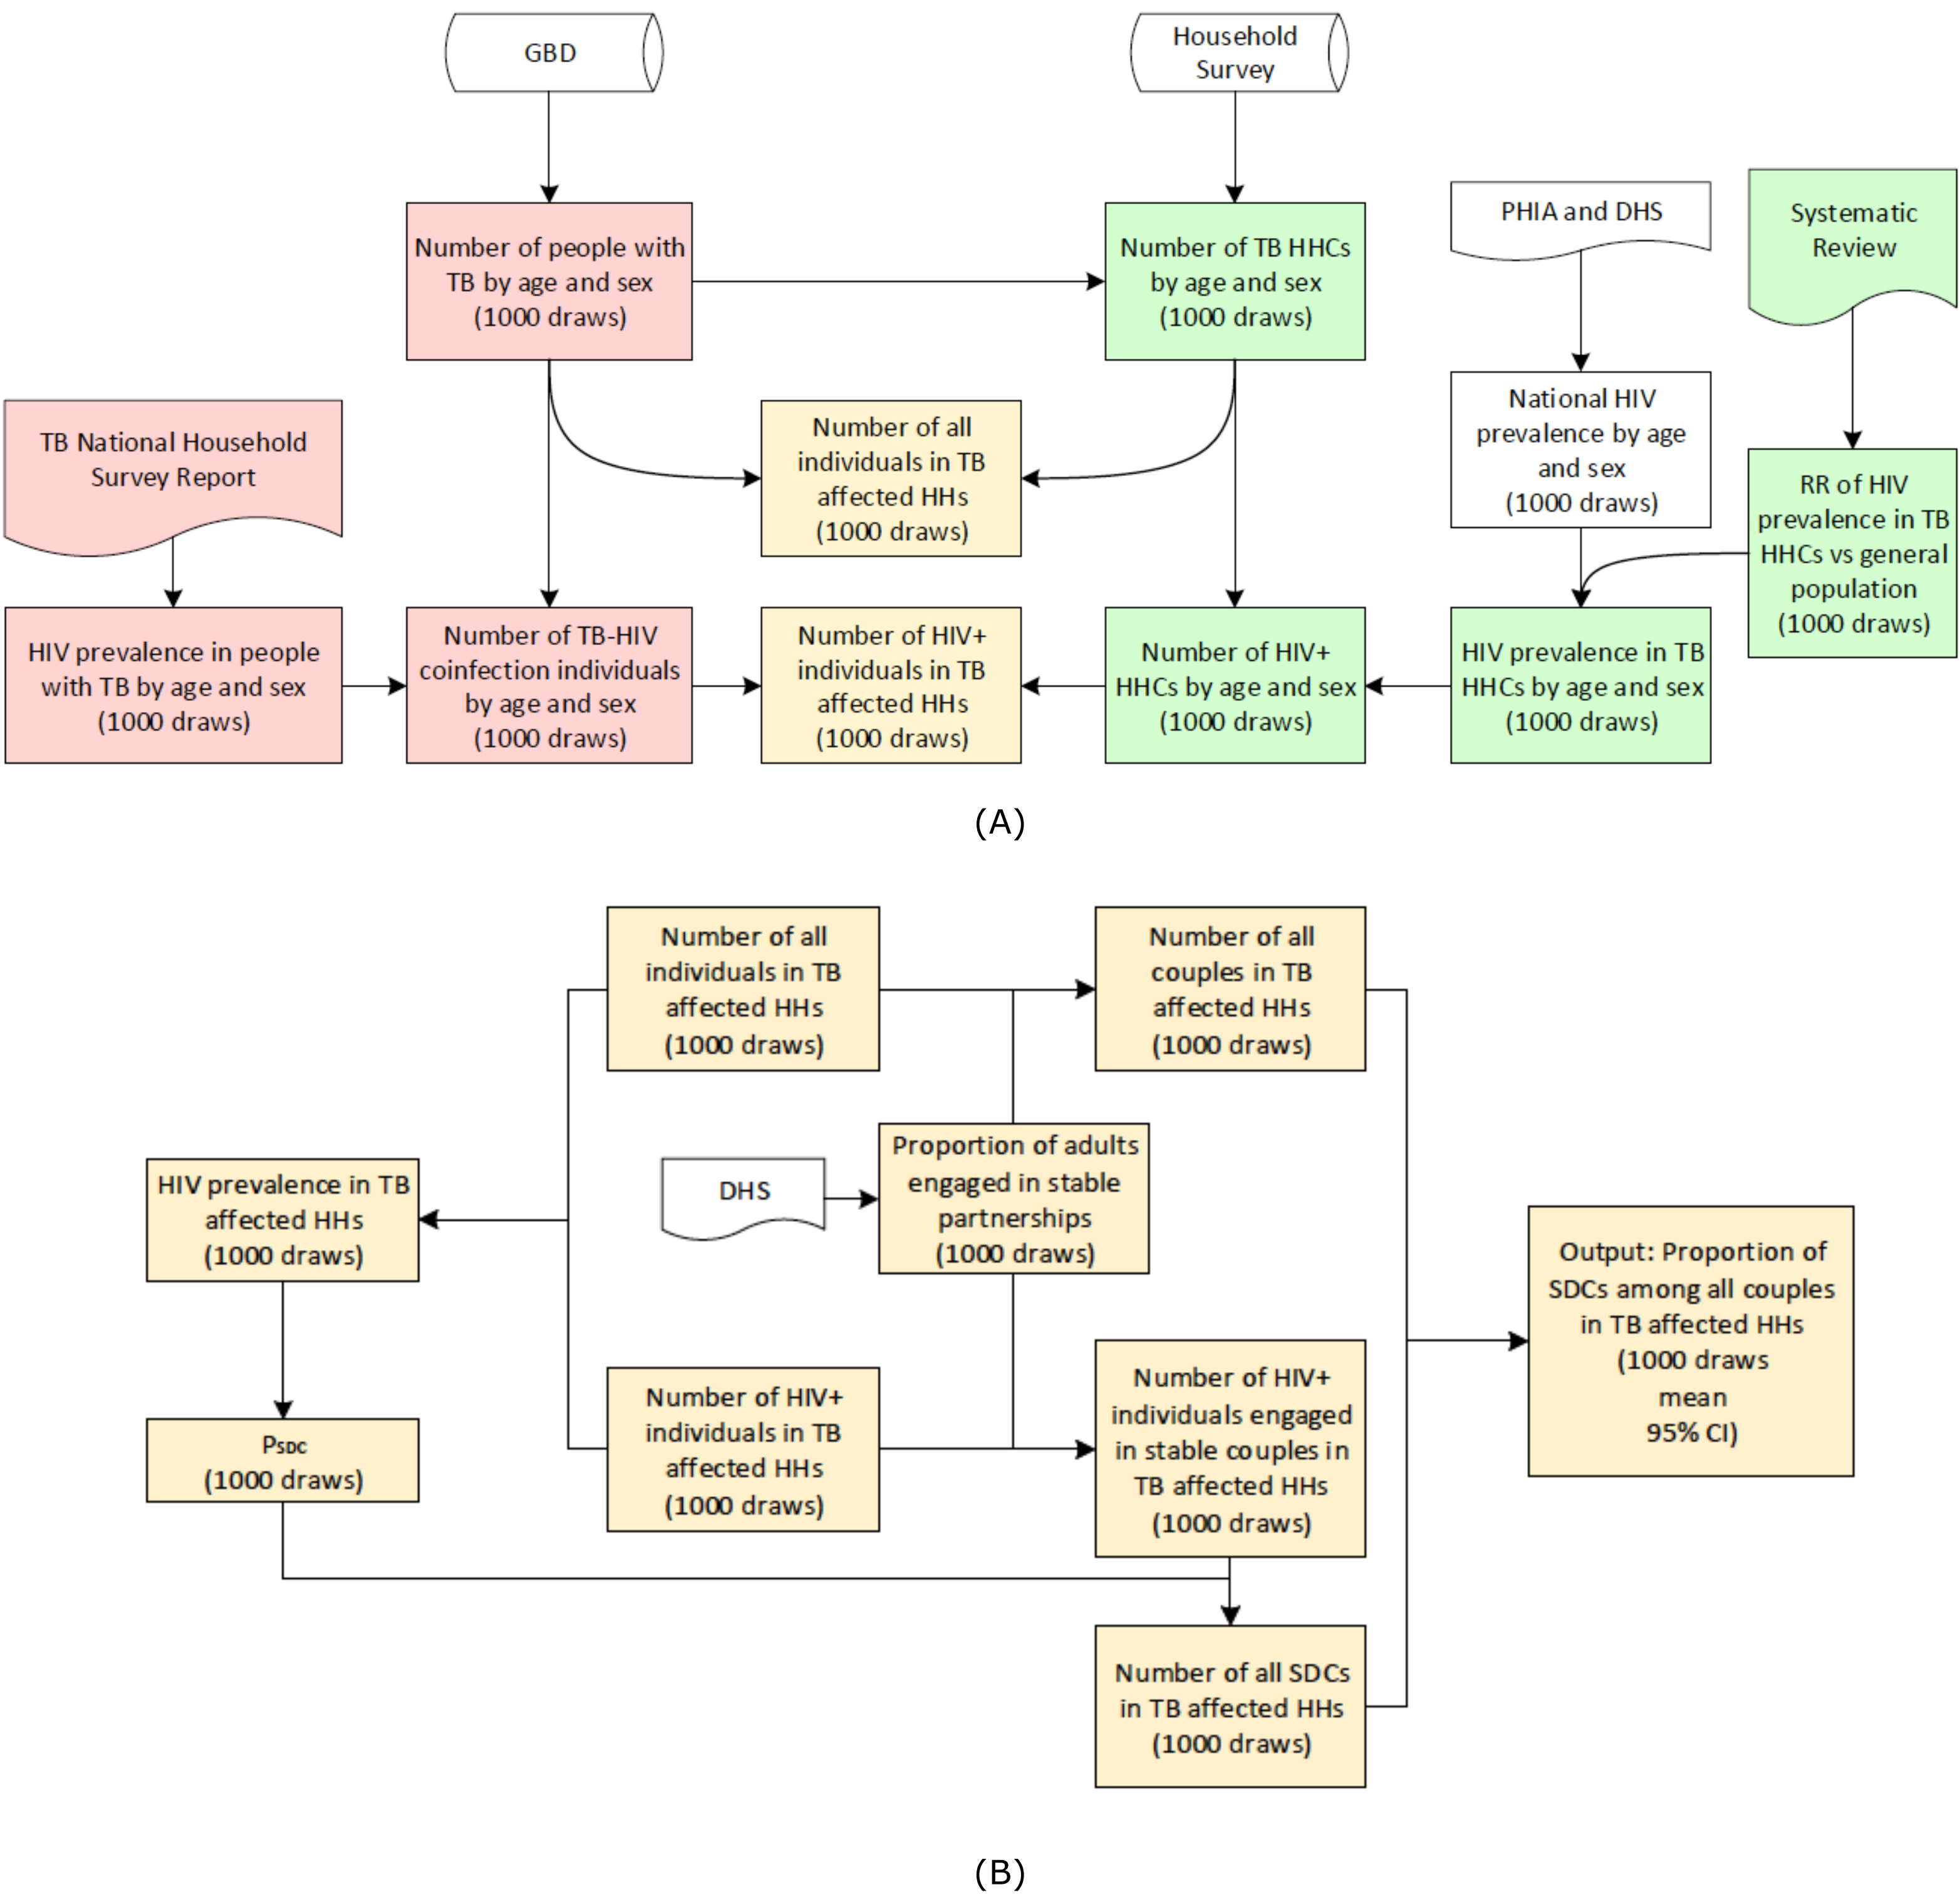 GBD
Household
Survey
Number of people with
TB by age and sex
(1000 draws)
Number of TB HHCs
by age and sex
(1000 draws)
PHIA and DHS
Systematic
Review
TB National Household
Survey Report
Number of all
individuals in TB
affected HHs
(1000 draws)
National HIV
prevalence by age
and sex
(1000 draws)
RR of HIV
prevalence in TB
HHCs vs general
population
(1000 draws)
HIV prevalence in people
with TB by age and sex
(1000 draws)
Number of TB-HIV
coinfection individuals
by age and sex
(1000 draws)
Number of HIV+
individuals in TB
affected HHs
(1000 draws)
Number of HIV+
HHCs by age and sex
(1000 draws)
HIV prevalence in TB
HHCs by age and sex
(1000 draws)
(A)
Number of all
individuals in TB
affected HHs
(1000 draws)
Number of all
couples in TB
affected HHs
(1000 draws)
HIV prevalence in TB
affected HHs
(1000 draws)
DHS
Proportion of adults
engaged in stable
partnerships
(1000 draws)
Output: Proportion of
SDCs among all couples
in TB affected HHs
(1000 draws
mean
95% CI)
PSDC
(1000 draws)
Number of HIV+
individuals in TB
affected HHs
(1000 draws)
Number of HIV+
individuals engaged
in stable couples in
TB affected HHs
(1000 draws)
Number of all SDCs
in TB affected HHs
(1000 draws)
(B)